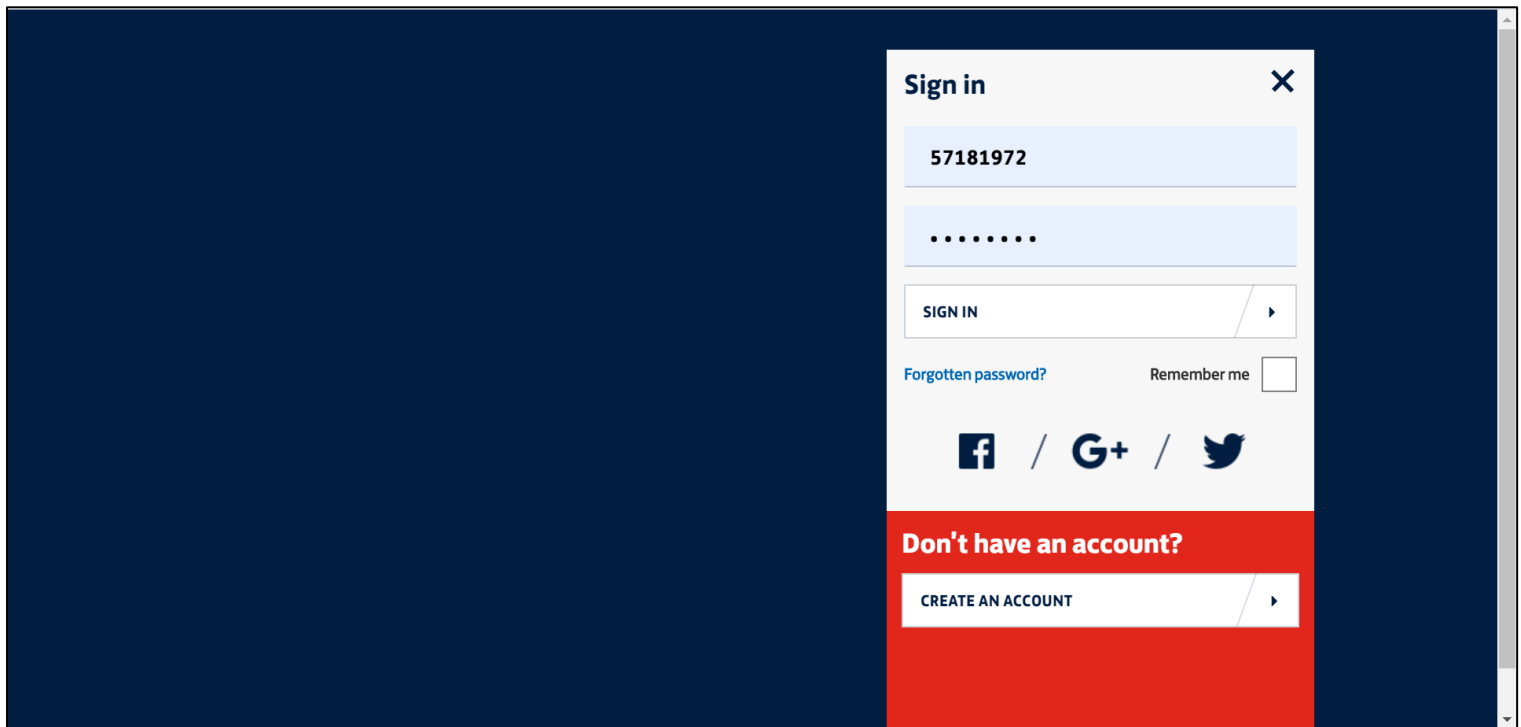 Sign in
57181972
••••••••
SIGN IN
Forgotten password? Remember me
f / G+ /
Don't have an account?
CREATE AN ACCOUNT